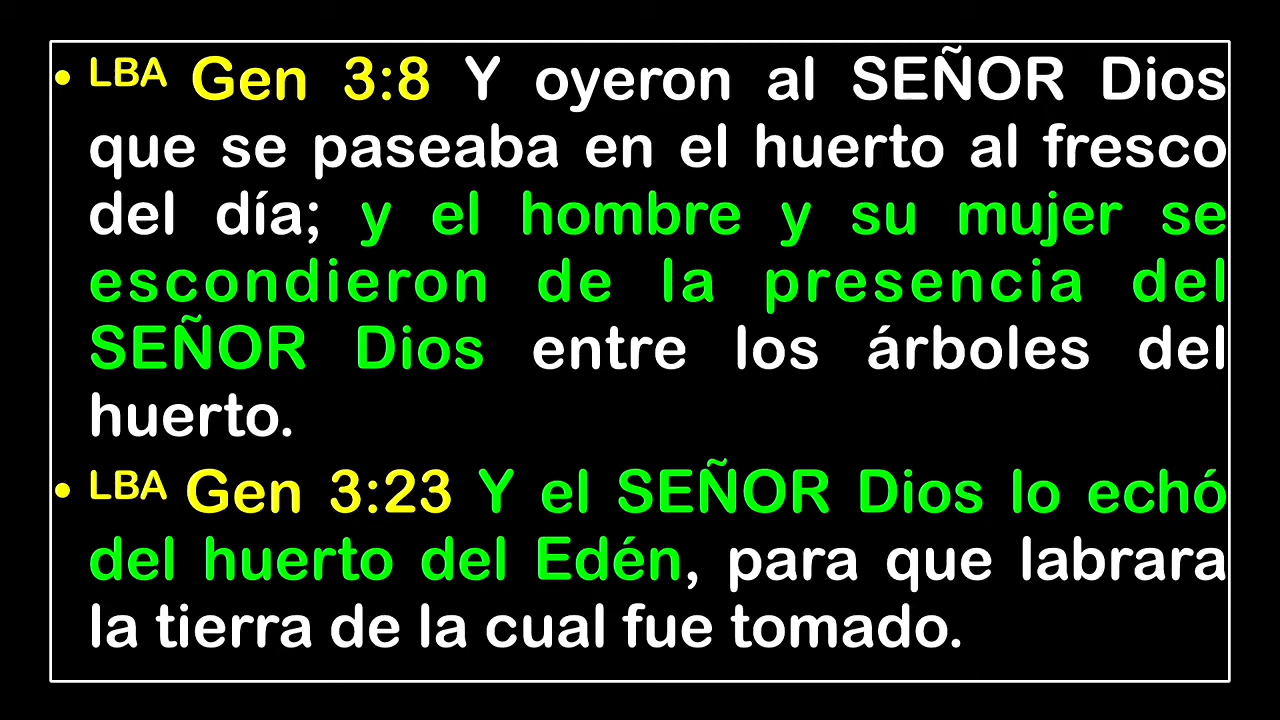 • LBA Gen 3:8 Y oyeron al SEÑOR Dios
que se paseaba en el huerto al fresco
del día; y el hombre y su mujer se
escondieron de la presencia del
SEÑOR Dios entre los árboles del
huerto.
• LBA Gen 3:23 Y el SEÑOR Dios lo echó
del huerto del Edén, para que labrara
la tierra de la cual fue tomado.